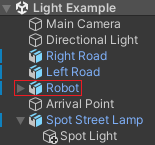 Light Example
Main Camera
Directional Light
Right Road
Left Road
Robot
Arrival Point
Spot Street Lamp
Spot Light